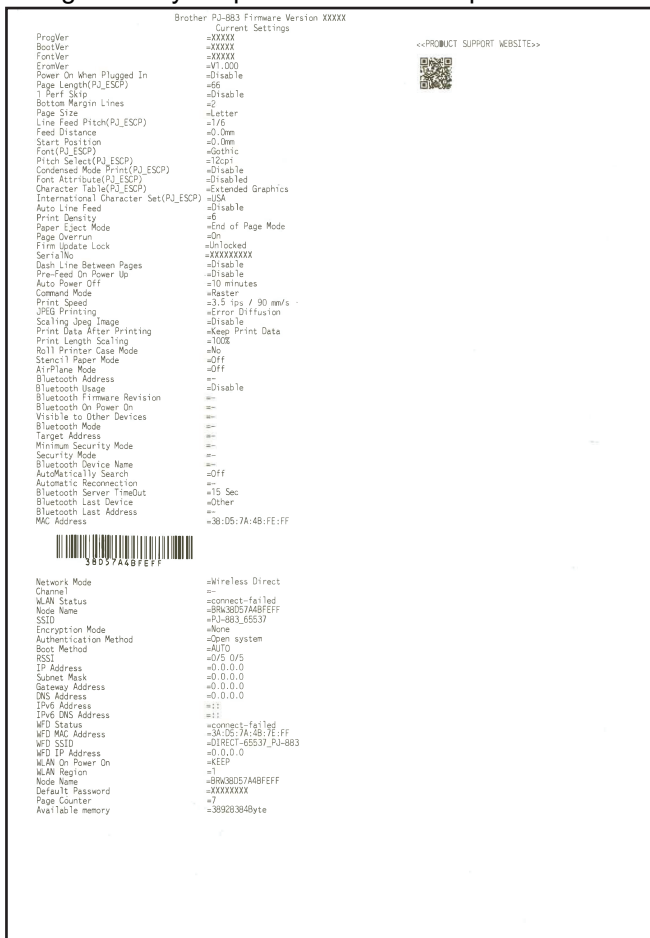 Brother PJ-883 Firmware Version XXXXX
Current Settings
<<PRODUCT SUPPORT WEBSITE>>
ProgVer =XXXXX
BootVer =XXXXX
FontVer =XXXXX
EromVer =V1.000
Power On When Plugged In =Disable
Page Length(PJ_ESCP) =66
1 Perf Skip =Disable
Bottom Margin Lines =2
Page Size =Letter
Line Feed Pitch(PJ_ESCP) =1/6
Feed Distance =0.0mm
Start Position =0.0mm
Font(PJ_ESCP) =Gothic
Pitch Select(PJ_ESCP) =12cpi
Condensed Mode Print(PJ_ESCP) =Disable
Font Attribute(PJ_ESCP) =Disabled
Character Table(PJ_ESCP) =Extended Graphics
International Character Set(PJ_ESCP) =USA
Auto Line Feed =Disable
Print Density =6
Paper Eject Mode =End of Page Mode
Page Overrun =On
Firm Update Lock =Unlocked
SerialNo =XXXXXXXXX
Dash Line Between Pages =Disable
Pre-Feed On Power Up =Disable
Auto Power Off =10 minutes
Command Mode =Raster
Print Speed =3.5 ips / 90 mm/s
JPEG Printing =Error Diffusion
Scaling Jpeg Image =Disable
Print Data After Printing =Keep Print Data
Print Length Scaling =100%
Roll Printer Case Mode =No
Stencil Paper Mode =Off
AirPlane Mode =Off
Bluetooth Address =-
Bluetooth Usage =Disable
Bluetooth Firmware Revision =-
Bluetooth On Power On =-
Visible to Other Devices =-
Bluetooth Mode =-
Target Address =-
Minimum Security Mode =-
Security Mode =-
Bluetooth Device Name =-
AutoMatically Search =Off
Automatic Reconnection =-
Bluetooth Server TimeOut =15 Sec
Bluetooth Last Device =Other
Bluetooth Last Address =-
MAC Address =38:D5:7A:4B:FE:FF
38D57A4BFEFF
Network Mode =Wireless Direct
Channel =-
WLAN Status =connect-failed
Node Name =BRW38D57A4BFEFF
SSID =PJ-883_65537
Encryption Mode =None
Authentication Method =Open system
Boot Method =AUTO
RSSI =0/5 0/5
IP Address =0.0.0.0
Subnet Mask =0.0.0.0
Gateway Address =0.0.0.0
DNS Address =0.0.0.0
IPv6 Address =::
IPv6 DNS Address =::
WFD Status =connect-failed
WFD MAC Address =3A:D5:7A:4B:7E:FF
WFD SSID =DIRECT-65537_PJ-883
WFD IP Address =0.0.0.0
WLAN On Power On =KEEP
WLAN Region =1
Node Name =BRW38D57A4BFEFF
Default Password =XXXXXXXX
Page Counter =7
Available memory =38928384Byte